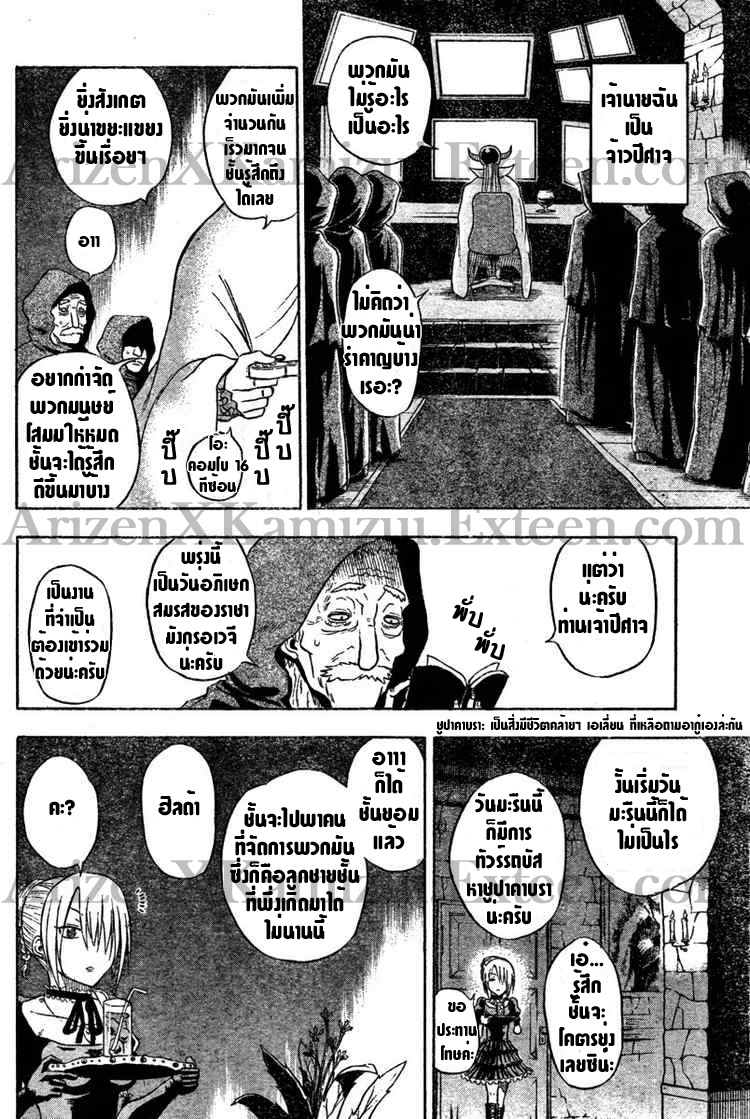 เจ้านายฉัน
เป็น
จ้าวปีศาจ
พวกมัน
ไม่รู้อะไร
เป็นอะไร
ไม่คิดว่า
พวกมันน่า
รำคาญบ้าง
เรอะ?
พวกมันเพิ่ม
จำนวนกัน
เร็วมากจน
ชั้นรู้สึกตึง
ได้เลย
ยิ่งสังเกตา
ยิ่งน่าขยะแขยง
ขึ้นเรื่อยๆ
อาา
อยากกำจัด
พวกมนุษย์
โสมมให้หมด
ชั้นจะได้รู้สึก
ดีขึ้นมาบ้าง
โอ้ะ
คอมโบ 16
ทีซ้อน
ปี๊บ
ปี๊บ
ปี๊บ
แต่ว่า
น่ะครับ
ท่านเจ้าปีศาจ
พั่บ
พั่บ
พรุ่งนี้
เป็นวันอภิเษก
สมรสของราชา
มังกรอเวจี
น่ะครับ
เป็นงาน
ที่จำเป็น
ต้องเข้าร่วม
ด้วยน่ะครับ
ชูปาคาบรา: เป็นสิ่งมีชีวิตคล้ายๆ เอเลี่ยน ที่เหลือถามอากู๋เองล่ะกัน
งั้นเริ่มวัน
มะรืนนี้ก็ได้
ไม่เป็นไร
วันมะรืนนี้
ก็มีการ
ทัวร์รถบัส
หาชูปาคาบรา
น่ะครับ
เอ๋...
รู้สึก
ชั้นจะ
โคตรยุ่ง
เลยซิน่ะ
ขอ
ประทาน
โทษค่ะ
อาาา
ก็ได้
ชั้นยอม
แล้ว
ชั้นจะไปพาคน
ที่จัดการพวกมัน
ซึ่งก็คือลูกชายชั้น
ที่พึ่งเกิดมาได้
ไม่นานนี้
ฮิลด้า
คะ?
ArizenXKamizui.Exteen.com
ArizenXKamizui.Exteen.com
ArizenXKamizui.Exteen.com